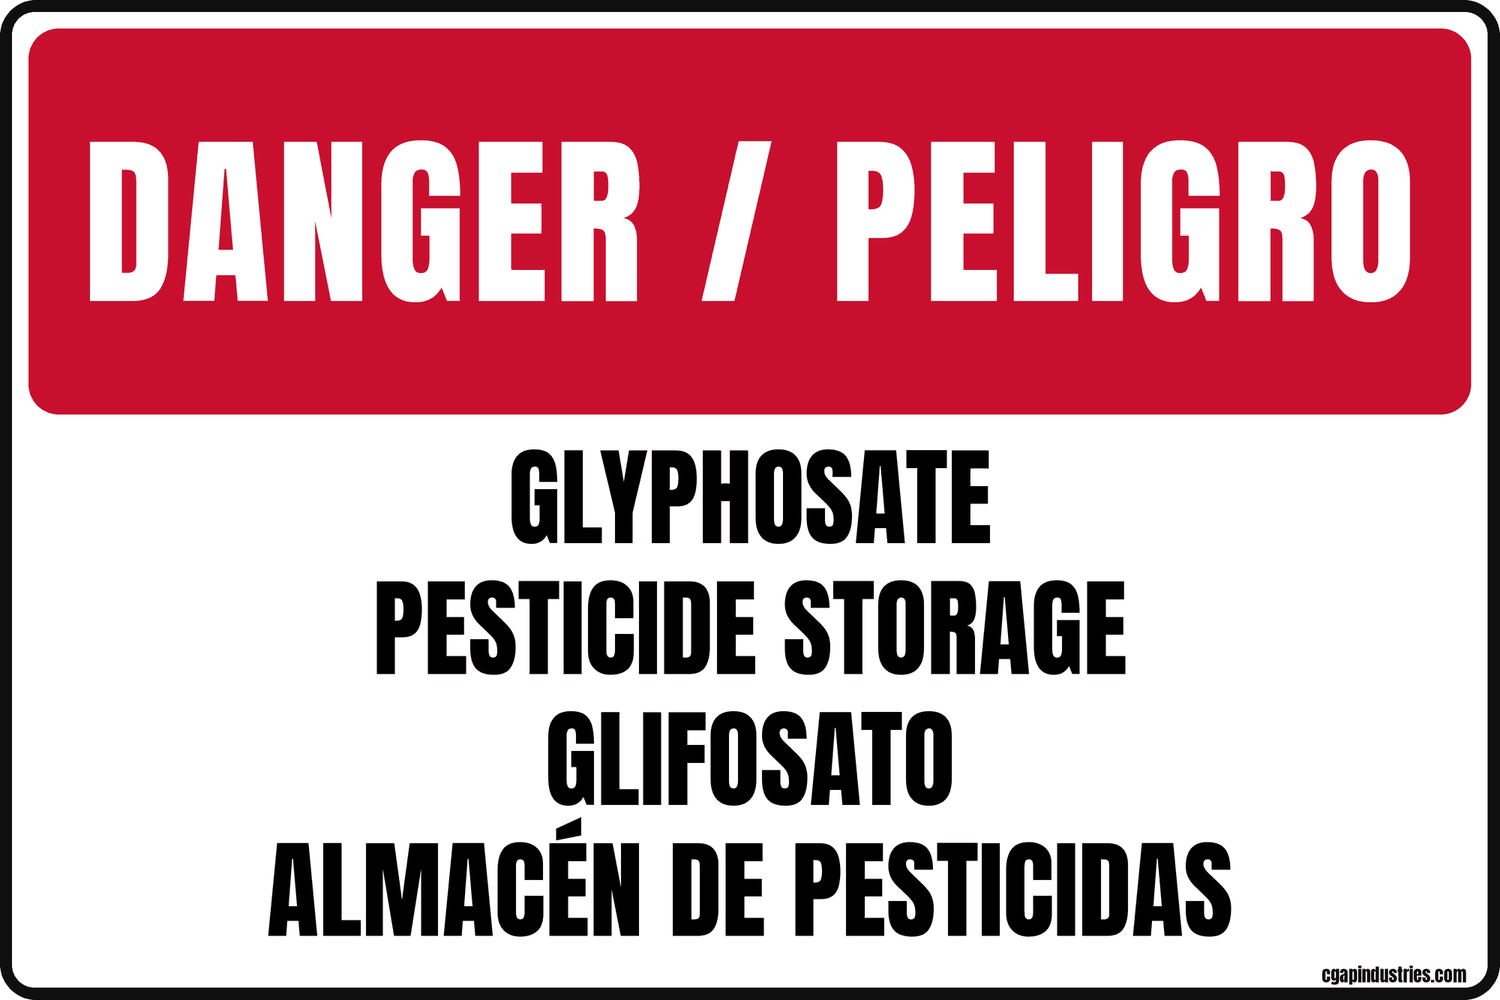 DANGER / PELIGRO
GLYPHOSATE
PESTICIDE STORAGE
GLIFOSATO
ALMACÉN DE PESTICIDAS
cgapindustries.com